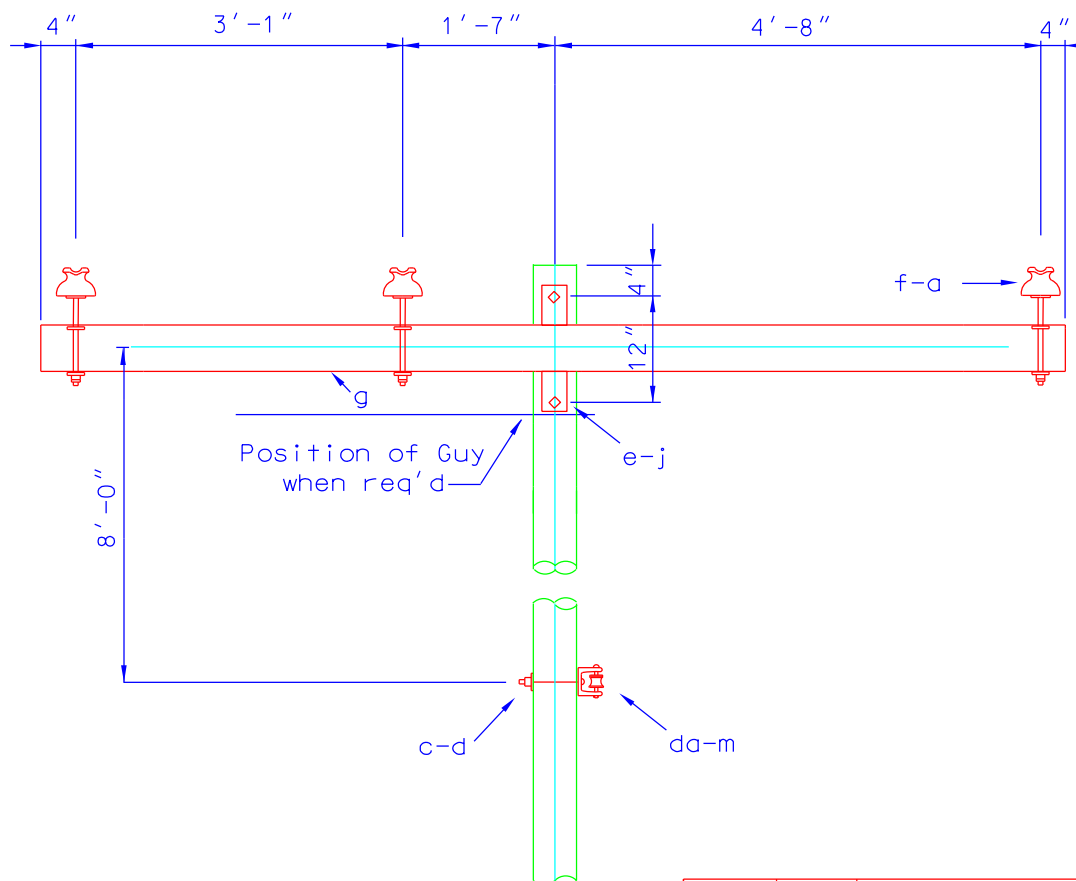 4"
3'-1"
1'-7"
4'-8"
4"
4"
f-a
12"
g
Position of Guy
when req'd
e-j
8'-0"
c-d
da-m